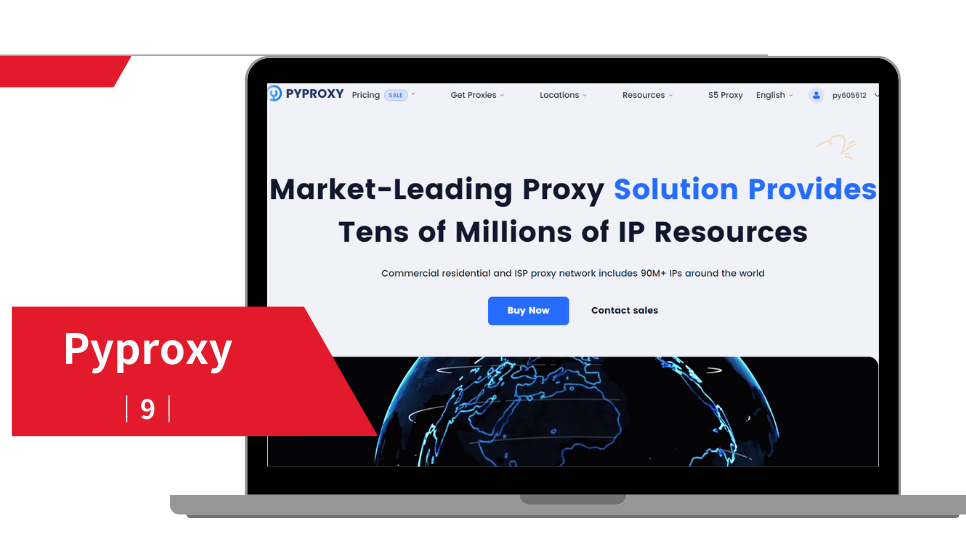 PYPROXY Pricing SALE Get Proxies Locations Resources S5 Proxy English py605612
Market-Leading Proxy Solution Provides
Tens of Millions of IP Resources
Commercial residential and ISP proxy network includes 90M+ IPs around the world
Buy Now Contact sales
Pyproxy
| 9 |